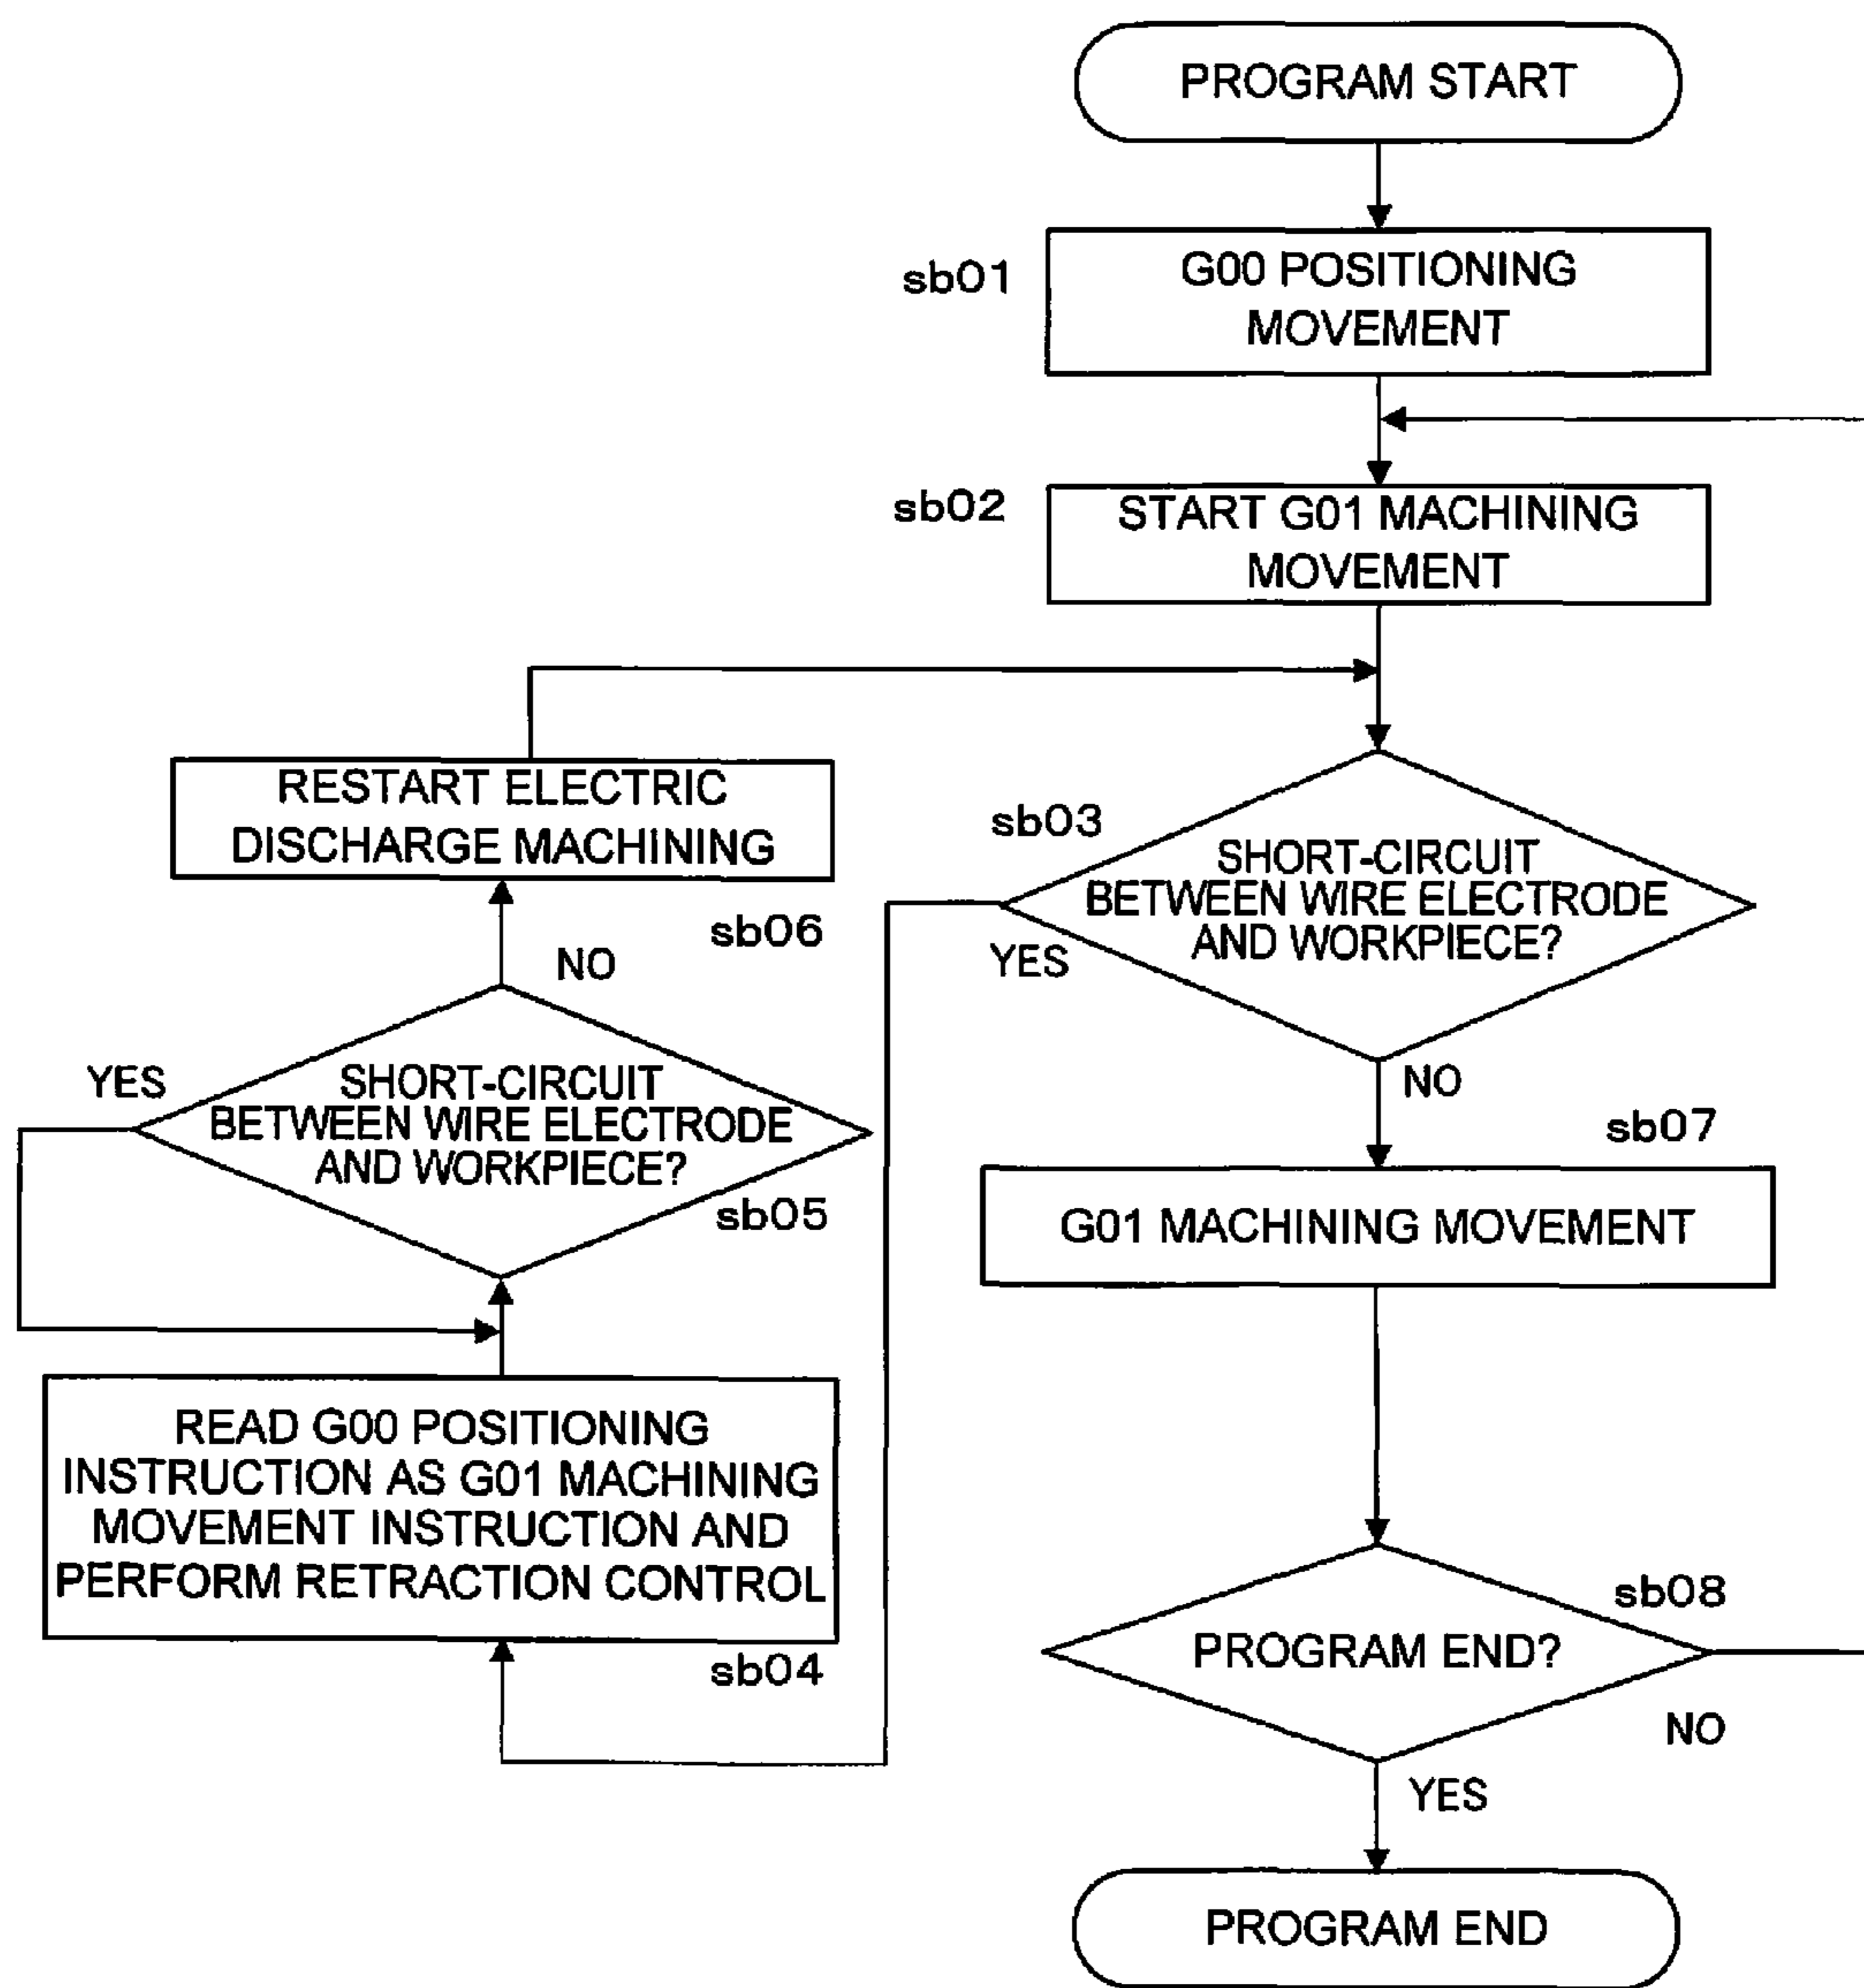 PROGRAM START
sb01
G00 POSITIONING
MOVEMENT
sb02
START G01 MACHINING
MOVEMENT
RESTART ELECTRIC
DISCHARGE MACHINING
sb06
NO
sb03
SHORT-CIRCUIT
BETWEEN WIRE ELECTRODE
AND WORKPIECE?
YES
NO
YES
SHORT-CIRCUIT
BETWEEN WIRE ELECTRODE
AND WORKPIECE?
sb05
sb07
G01 MACHINING MOVEMENT
READ G00 POSITIONING
INSTRUCTION AS G01 MACHINING
MOVEMENT INSTRUCTION AND
PERFORM RETRACTION CONTROL
sb04
sb08
PROGRAM END?
NO
YES
PROGRAM END